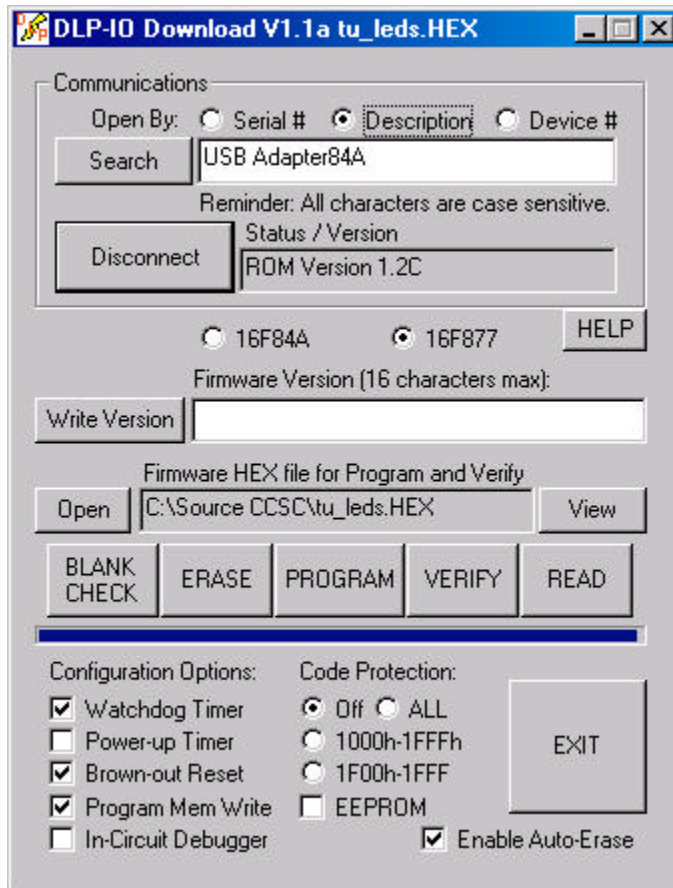 DLP-IO Download V1.1a tu_leds.HEX
Communications
Open By: Serial # Description Device #
Search USB Adapter84A
Reminder: All characters are case sensitive.
Status / Version
Disconnect ROM Version 1.2C
16F84A 16F877 HELP
Firmware Version (16 characters max):
Write Version
Firmware HEX file for Program and Verify
Open C:\Source CCSC\tu_leds.HEX View
BLANK CHECK ERASE PROGRAM VERIFY READ
Configuration Options: Code Protection:
Watchdog Timer Off ALL
Power-up Timer 1000h-1FFFh EXIT
Brown-out Reset 1F00h-1FFF
Program Mem Write EEPROM
In-Circuit Debugger Enable Auto-Erase